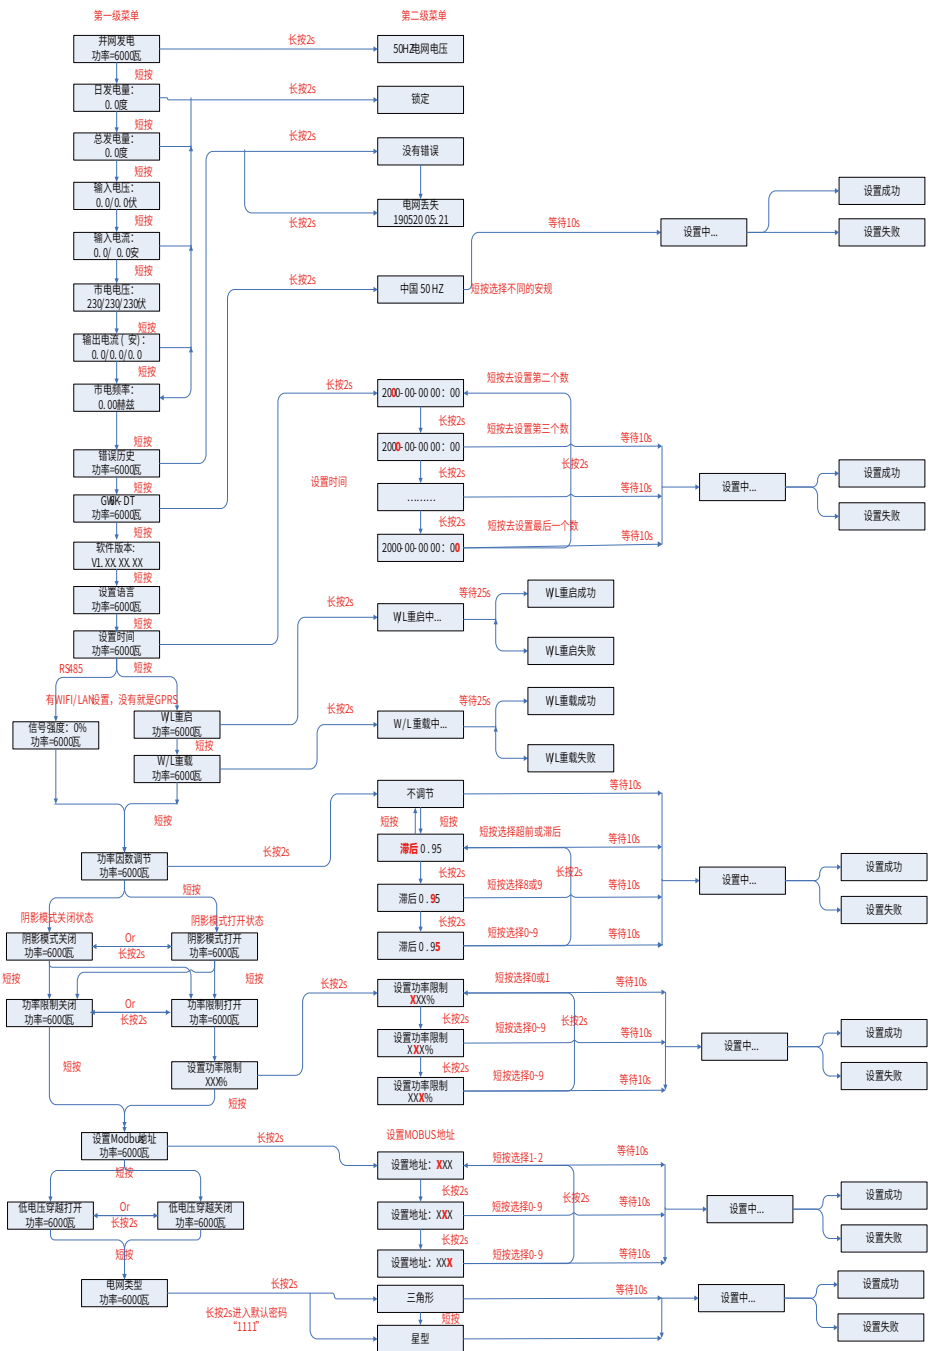 第一级菜单
第二级菜单
并网发电
功率=6000瓦
长按2s
50HZ电网电压
短按
日发电量:
0.0度
长按2s
锁定
短按
总发电量:
0.0度
长按2s
没有错误
短按
输入电压:
0.0/0.0伏
电网丢失
190520 05:21
长按2s
短按
输入电流:
0.0/ 0.0安
等待10s
设置中...
设置成功
设置失败
短按
市电电压:
230/230/230伏
长按2s
中国 50HZ
短按选择不同的安规
短按
输出电流(安):
0.0/0.0/0.0
短按
市电频率:
0.00赫兹
长按2s
2000-00-00 00:00
短按去设置第二个数
长按2s
短按
错误历史
功率=6000瓦
2000-00-00 00:00
短按去设置第三个数
等待10s
长按2s
长按2s
设置时间
短按
GWK-DT
功率=6000瓦
………
等待10s
设置中...
设置成功
设置失败
长按2s
短按
软件版本:
V1.XX.XX.XX
2000-00-00 00:00
短按去设置最后一个数
等待10s
短按
设置语言
功率=6000瓦
短按
设置时间
功率=6000瓦
长按2s
W/L重启中...
等待25s
W/L重启成功
W/L重启失败
RS485
短按
有WIFI/LAN设置，没有就是GPRS
信号强度: 0%
功率=6000瓦
W/L重启
功率=6000瓦
短按
W/L重载
功率=6000瓦
长按2s
W/L重载中...
等待25s
W/L重载成功
W/L重载失败
短按
不调节
等待10s
短按
短按
短按选择超前或滞后
滞后 0.95
等待10s
长按2s
长按2s
功率因数调节
功率=6000瓦
长按2s
滞后 0.95
短按选择8或9
等待10s
设置中...
设置成功
设置失败
长按2s
滞后 0.95
短按选择0~9
等待10s
短按
阴影模式关闭状态
阴影模式打开状态
阴影模式关闭
功率=6000瓦
Or
长按2s
阴影模式打开
功率=6000瓦
短按
短按
功率限制关闭
功率=6000瓦
Or
长按2s
功率限制打开
功率=6000瓦
长按2s
设置功率限制
XXX%
短按选择0或1
等待10s
长按2s
长按2s
设置功率限制
XXX%
短按选择0~9
等待10s
设置中...
设置成功
设置失败
长按2s
设置功率限制
XXX%
短按选择0~9
等待10s
短按
设置功率限制
XXX%
短按
设置Modbus地址
功率=6000瓦
长按2s
设置MOBUS地址
设置地址: XXX
短按选择1-2
等待10s
长按2s
长按2s
设置地址: XXX
短按选择0-9
等待10s
设置中...
设置成功
设置失败
长按2s
设置地址: XXX
短按选择0-9
等待10s
短按
低电压穿越打开
功率=6000瓦
Or
长按2s
低电压穿越关闭
功率=6000瓦
短按
电网类型
功率=6000瓦
长按2s
长按2s进入默认密码
“1111”
三角形
短按
星型
等待10s
设置中...
设置成功
设置失败